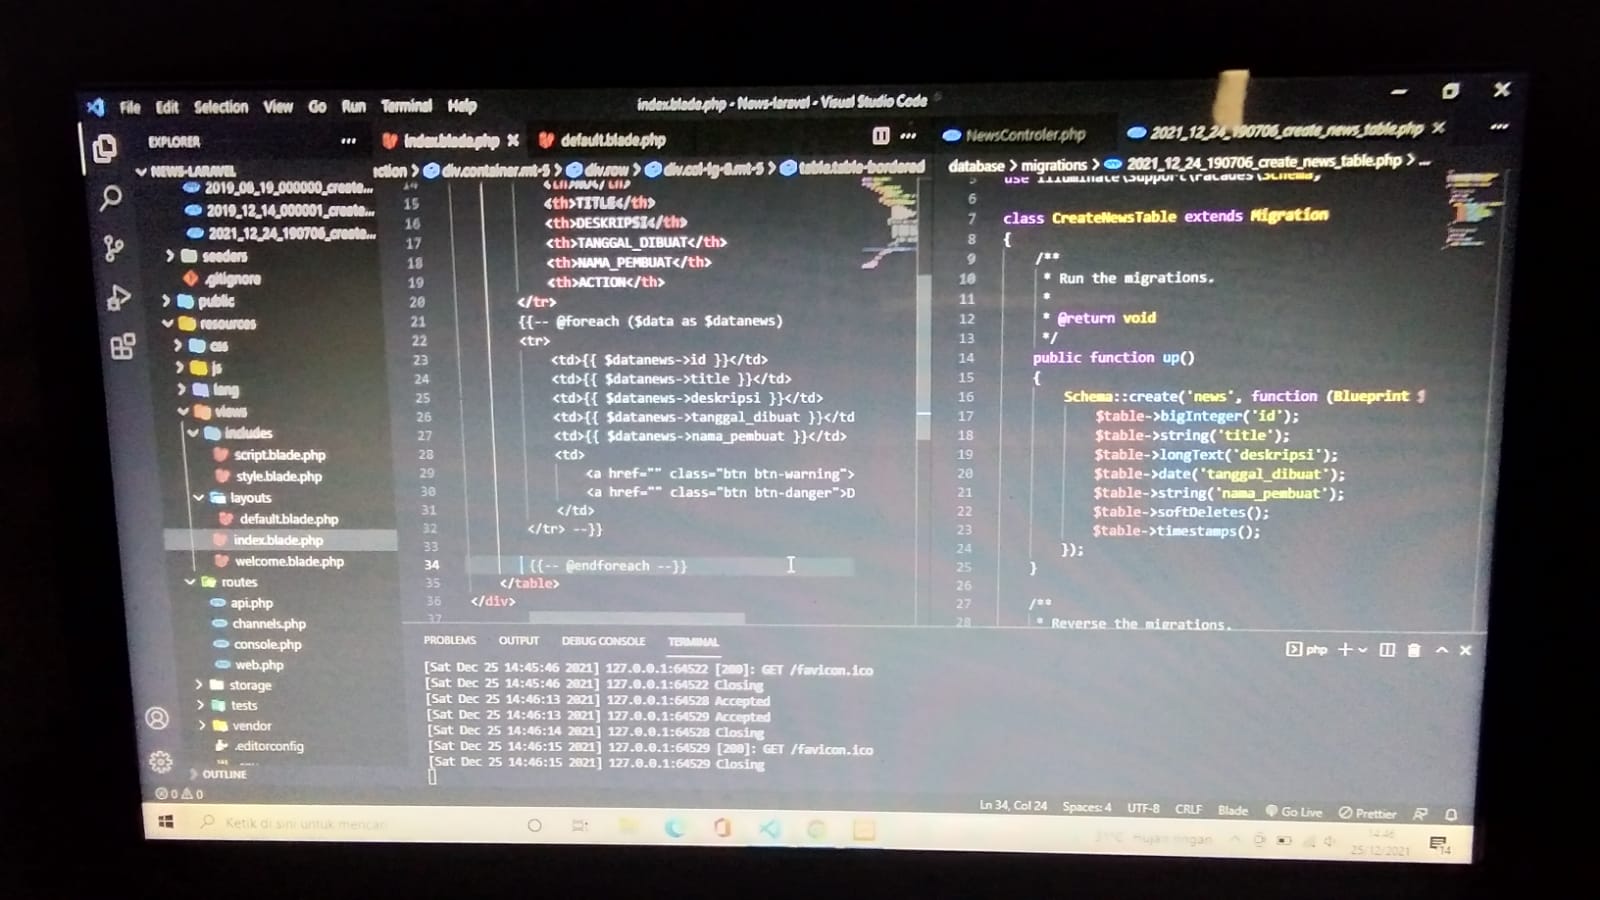 File Edit Selection View Go Run Terminal Help
index.blade.php - News-laravel - Visual Studio Code
EXPLORER
NEWS-LARAVEL
2019_08_19_000000_create...
2019_12_14_000001_create...
2021_12_24_190706_create...
seeders
.gitignore
public
resources
css
js
lang
views
includes
script.blade.php
style.blade.php
layouts
default.blade.php
index.blade.php
welcome.blade.php
routes
api.php
channels.php
console.php
web.php
storage
tests
vendor
.editorconfig
OUTLINE
index.blade.php default.blade.php
ction > div.container.mt-5 > div.row > div.col-lg-8.mt-5 > table.table-bordered
14
15 <th>TITLE</th>
16 <th>DESKRIPSI</th>
17 <th>TANGGAL_DIBUAT</th>
18 <th>NAMA_PEMBUAT</th>
19 <th>ACTION</th>
20 </tr>
21 {{-- @foreach ($data as $datanews)
22 <tr>
23 <td>{{ $datanews->id }}</td>
24 <td>{{ $datanews->title }}</td>
25 <td>{{ $datanews->deskripsi }}</td>
26 <td>{{ $datanews->tanggal_dibuat }}</td
27 <td>{{ $datanews->nama_pembuat }}</td>
28 <td>
29 <a href="" class="btn btn-warning">
30 <a href="" class="btn btn-danger">D
31 </td>
32 </tr> --}}
33
34 {{-- @endforeach --}}
35 </table>
36 </div>
37
NewsControler.php 2021_12_24_190706_create_news_table.php
database > migrations > 2021_12_24_190706_create_news_table.php > ...
5 use Illuminate\Support\Facades\Schema;
6
7 class CreateNewsTable extends Migration
8 {
9 /**
10 * Run the migrations.
11 *
12 * @return void
13 */
14 public function up()
15 {
16 Schema::create('news', function (Blueprint $
17 $table->bigInteger('id');
18 $table->string('title');
19 $table->longText('deskripsi');
20 $table->date('tanggal_dibuat');
21 $table->string('nama_pembuat');
22 $table->softDeletes();
23 $table->timestamps();
24 });
25 }
26
27 /**
28 * Reverse the migrations.
PROBLEMS OUTPUT DEBUG CONSOLE TERMINAL
php
[Sat Dec 25 14:45:46 2021] 127.0.0.1:64522 [200]: GET /favicon.ico
[Sat Dec 25 14:45:46 2021] 127.0.0.1:64522 Closing
[Sat Dec 25 14:46:13 2021] 127.0.0.1:64528 Accepted
[Sat Dec 25 14:46:13 2021] 127.0.0.1:64529 Accepted
[Sat Dec 25 14:46:14 2021] 127.0.0.1:64528 Closing
[Sat Dec 25 14:46:15 2021] 127.0.0.1:64529 [200]: GET /favicon.ico
[Sat Dec 25 14:46:15 2021] 127.0.0.1:64529 Closing
0 0
Ln 34, Col 24 Spaces: 4 UTF-8 CRLF Blade Go Live Prettier
Ketik di sini untuk mencari
31°C Hujan ringan
14:46
25/12/2021
14